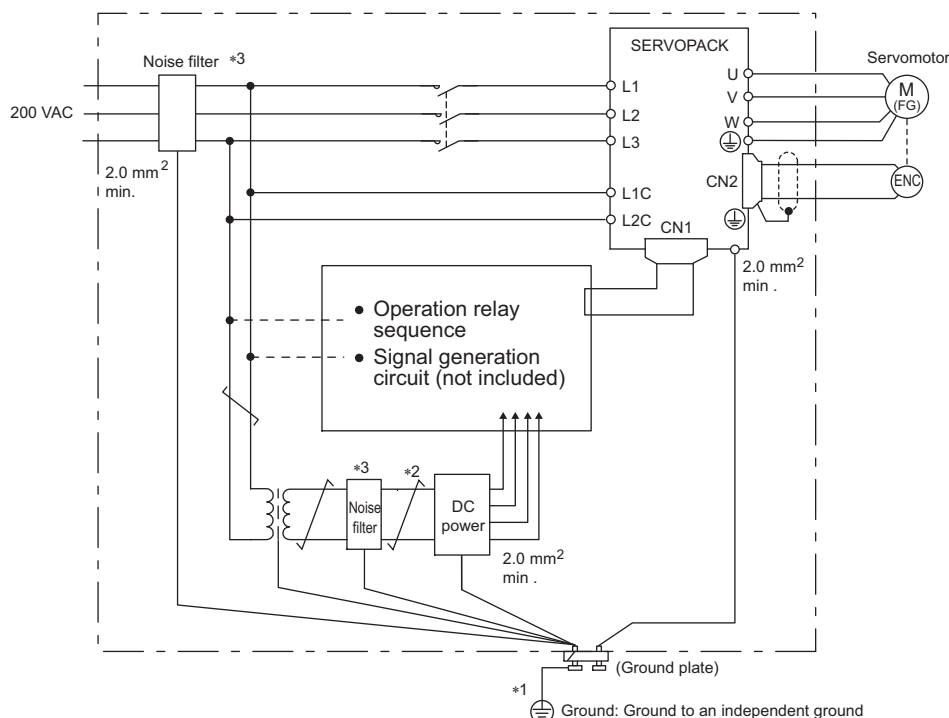 SERVOPACK
Noise filter *3
Servomotor
200 VAC
L1
L2
L3
L1C
L2C
U
V
W
M
(FG)
CN2
ENC
CN1
2.0 mm²
min.
2.0 mm²
min .
● Operation relay
sequence
● Signal generation
circuit (not included)
*3
*2
Noise
filter
DC
power
2.0 mm²
min .
(Ground plate)
*1
Ground: Ground to an independent ground